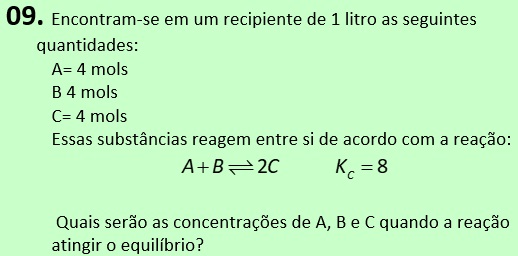 09. Encontram-se em um recipiente de 1 litro as seguintes
quantidades:
A= 4 mols
B 4 mols
C= 4 mols
Essas substâncias reagem entre si de acordo com a reação:
A+B⇌2C K_C = 8
Quais serão as concentrações de A, B e C quando a reação
atingir o equilíbrio?